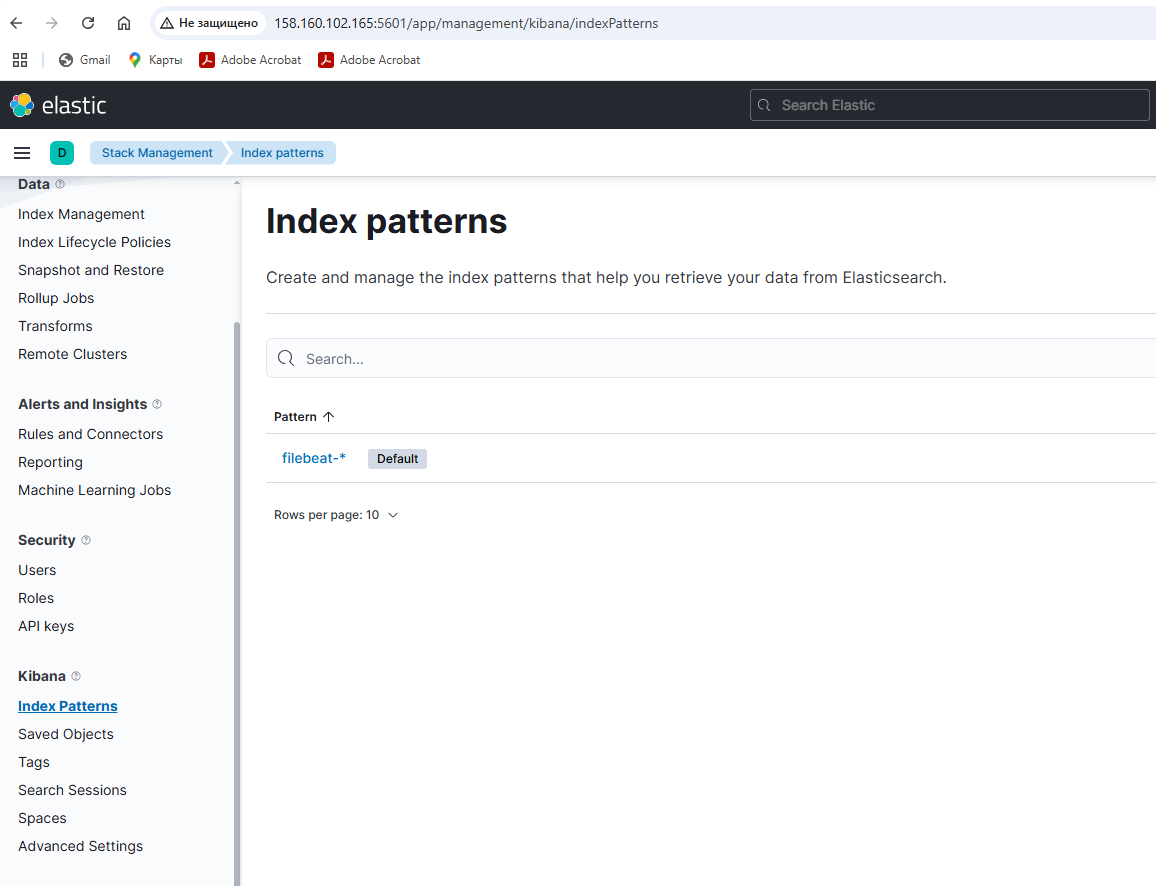 Не защищено 158.160.102.165:5601/app/management/kibana/indexPatterns
Gmail Карты Adobe Acrobat Adobe Acrobat
elastic Search Elastic
D Stack Management Index patterns
Data
Index Management
Index Lifecycle Policies
Snapshot and Restore
Rollup Jobs
Transforms
Remote Clusters
Alerts and Insights
Rules and Connectors
Reporting
Machine Learning Jobs
Security
Users
Roles
API keys
Kibana
Index Patterns
Saved Objects
Tags
Search Sessions
Spaces
Advanced Settings
Index patterns
Create and manage the index patterns that help you retrieve your data from Elasticsearch.
Search...
Pattern
filebeat-* Default
Rows per page: 10